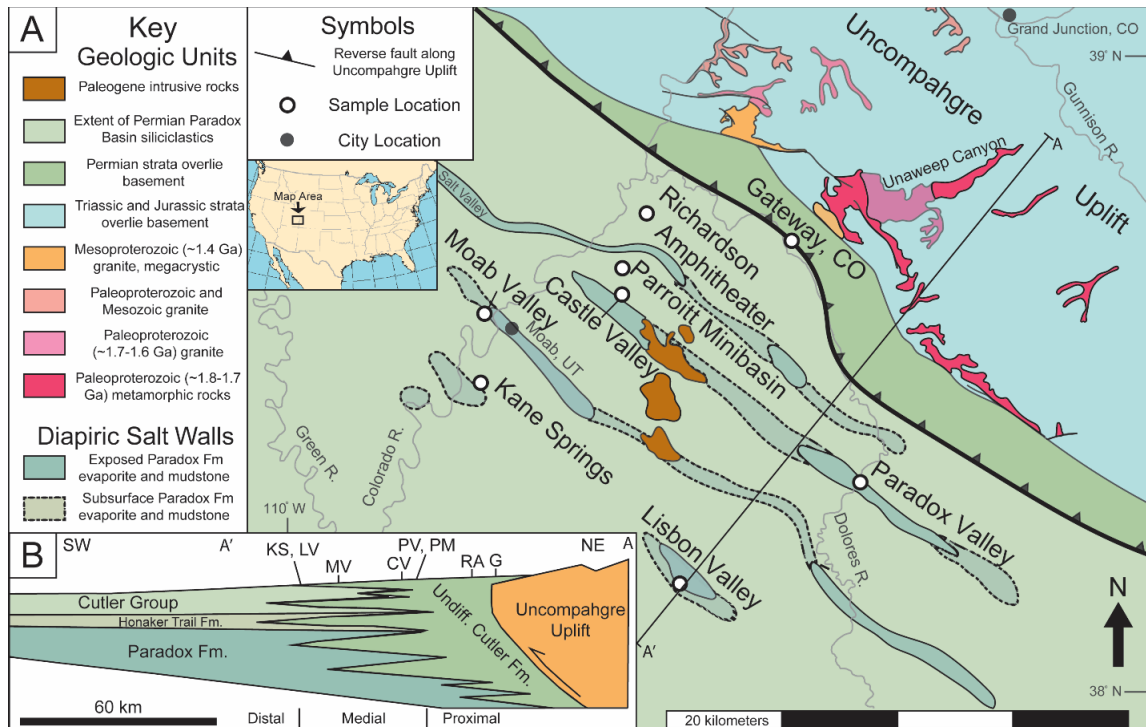 A
Key
Geologic Units
Paleogene intrusive rocks
Extent of Permian Paradox
Basin siliciclastics
Permian strata overlie
basement
Triassic and Jurassic strata
overlie basement
Mesoproterozoic (~1.4 Ga)
granite, megacrystic
Paleoproterozoic and
Mesozoic granite
Paleoproterozoic
(~1.7-1.6 Ga) granite
Paleoproterozoic (~1.8-1.7
Ga) metamorphic rocks
Diapiric Salt Walls
Exposed Paradox Fm
evaporite and mudstone
Subsurface Paradox Fm
evaporite and mudstone
Symbols
Reverse fault along
Uncompahgre Uplift
Sample Location
City Location
Map Area
Grand Junction, CO
39° N
Gunnison R.
Uncompahgre
Uplift
Unaweep Canyon
A
Gateway, CO
Salt Valley
Richardson
Amphitheater
Parroitt Minibasin
Castle Valley
Moab Valley
Moab, UT
Kane Springs
Green R.
Colorado R.
110° W
Paradox Valley
Dolores R.
Lisbon Valley
A'
N
38° N
20 kilometers
B
SW
A'
KS, LV
MV
CV
PV, PM
RA
G
NE
A
Cutler Group
Honaker Trail Fm.
Paradox Fm.
Undiff. Cutler Fm.
Uncompahgre
Uplift
60 km
Distal
Medial
Proximal